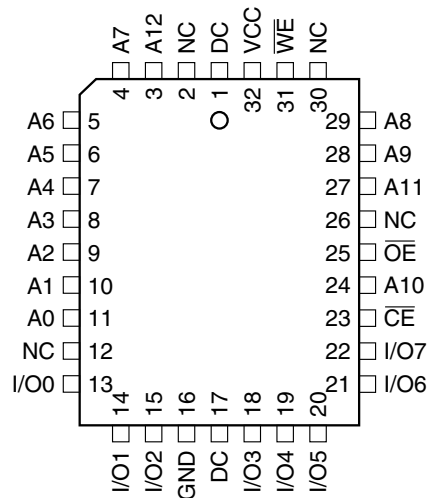 A7 A12 NC DC VCC W̅E̅ NC
4 3 2 1 32 31 30
A6 5 29 A8
A5 6 28 A9
A4 7 27 A11
A3 8 26 NC
A2 9 25 O̅E̅
A1 10 24 A10
A0 11 23 C̅E̅
NC 12 22 I/O7
I/O0 13 21 I/O6
14 15 16 17 18 19 20
I/O1 I/O2 GND DC I/O3 I/O4 I/O5